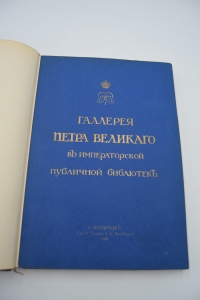 ГАЛЛЕРЕЯ
ПЕТРА ВЕЛИКАГО
ВЪ ИМПЕРАТОРСКОЙ
ПУБЛИЧНОЙ БИБЛІОТЕКѢ.